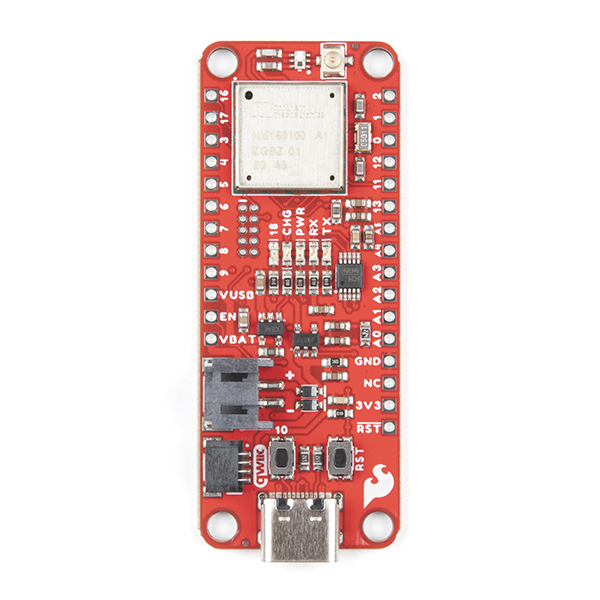 16
17
4
3
5
6
7
8
9
VUSB
EN
VBAT
2
1
0
12
11
13
A5
A4
A3
A2
A1
A0
GND
NC
3V3
RST
18
CHG
PWR
RX
TX
+
-
10
RST
qwiic